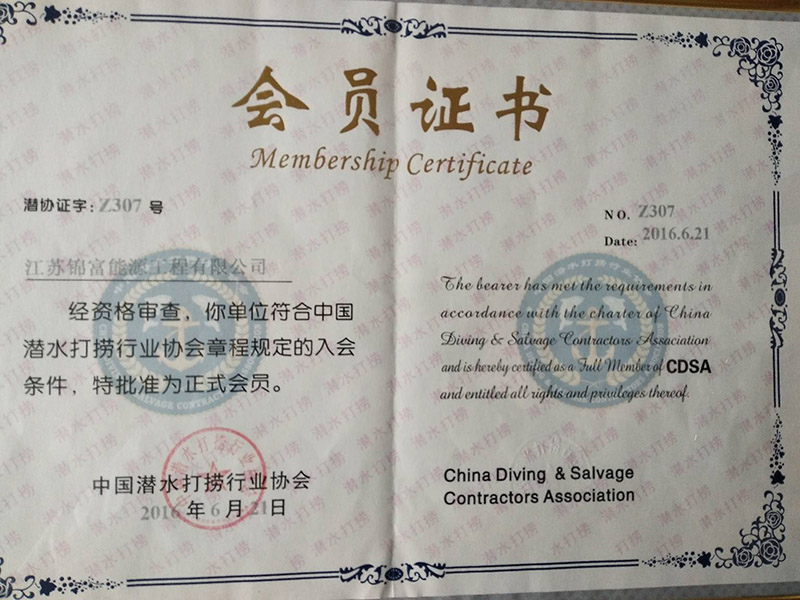 会员证书
Membership Certificate
潜协证字:Z307 号
江苏锦富能源工程有限公司
经资格审查，你单位符合中国
潜水打捞行业协会章程规定的入会
条件，特批准为正式会员。
中国潜水打捞行业协会
2016 年 6 月 21日
NO. Z307
Date: 2016.6.21
The bearer has met the requirements in
accordance with the charter of China
Diving & Salvage Contractors Association
and is hereby certified as a Full Member of CDSA
and entitled all rights and privileges thereof.
China Diving & Salvage
Contractors Association